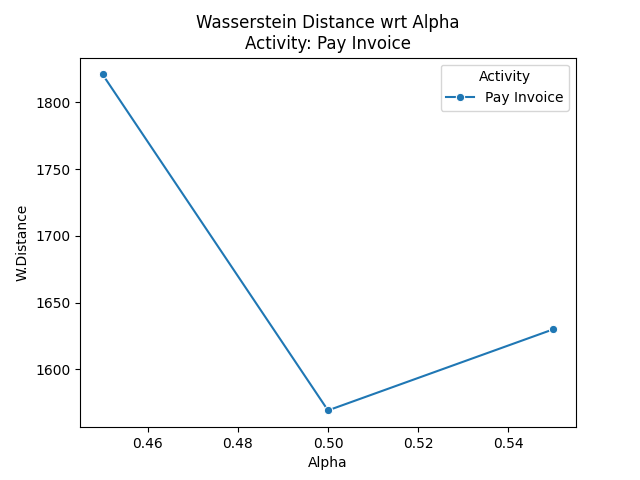 Wasserstein Distance wrt Alpha
Activity: Pay Invoice
Activity
Pay Invoice
W.Distance
1800
1750
1700
1650
1600
0.46
0.48
0.50
0.52
0.54
Alpha